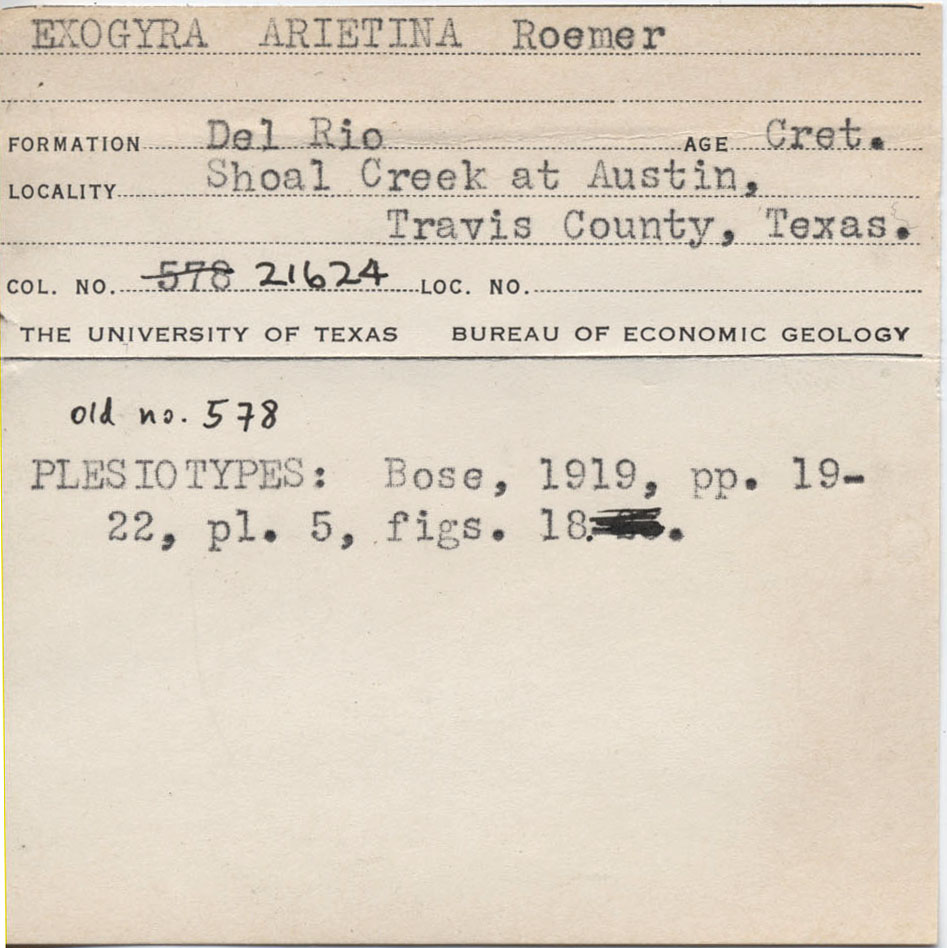 EXOGYRA ARIETINA Roemer
FORMATION Del Rio AGE Cret.
LOCALITY Shoal Creek at Austin,
Travis County, Texas.
COL. NO. 578 21624 LOC. NO.
THE UNIVERSITY OF TEXAS BUREAU OF ECONOMIC GEOLOGY
old no. 578
PLESIOTYPES: Bose, 1919, pp. 19-
22, pl. 5, figs. 18.